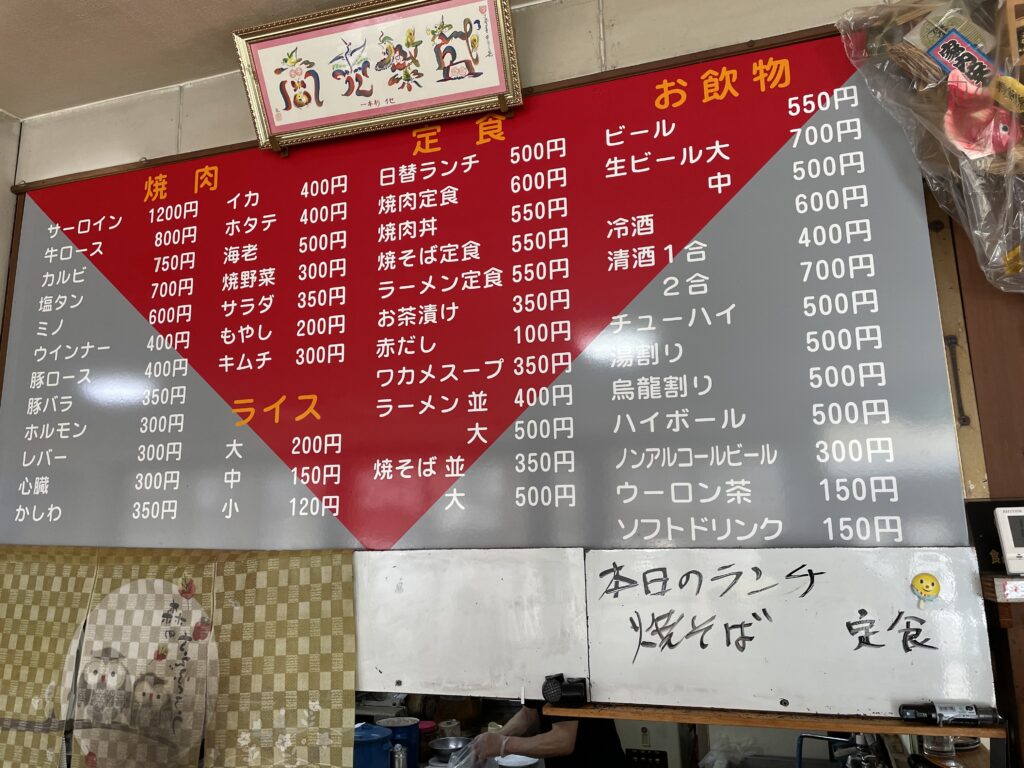 焼肉
サーロイン 1200円
牛ロース 800円
カルビ 750円
塩タン 700円
ミノ 600円
ウインナー 400円
豚ロース 400円
豚バラ 350円
ホルモン 300円
レバー 300円
心臓 300円
かしわ 350円
イカ 400円
ホタテ 400円
海老 500円
焼野菜 300円
サラダ 350円
もやし 200円
キムチ 300円
ライス
大 200円
中 150円
小 120円
定食
日替ランチ 500円
焼肉定食 600円
焼肉丼 550円
焼そば定食 550円
ラーメン定食 550円
お茶漬け 350円
赤だし 100円
ワカメスープ 350円
ラーメン 並 400円
大 500円
焼そば 並 350円
大 500円
お飲物
ビール 550円
生ビール大 700円
中 500円
冷酒 600円
清酒1合 400円
2合 700円
チューハイ 500円
湯割り 500円
烏龍割り 500円
ハイボール 500円
ノンアルコールビール 300円
ウーロン茶 150円
ソフトドリンク 150円
本日のランチ
焼そば 定食